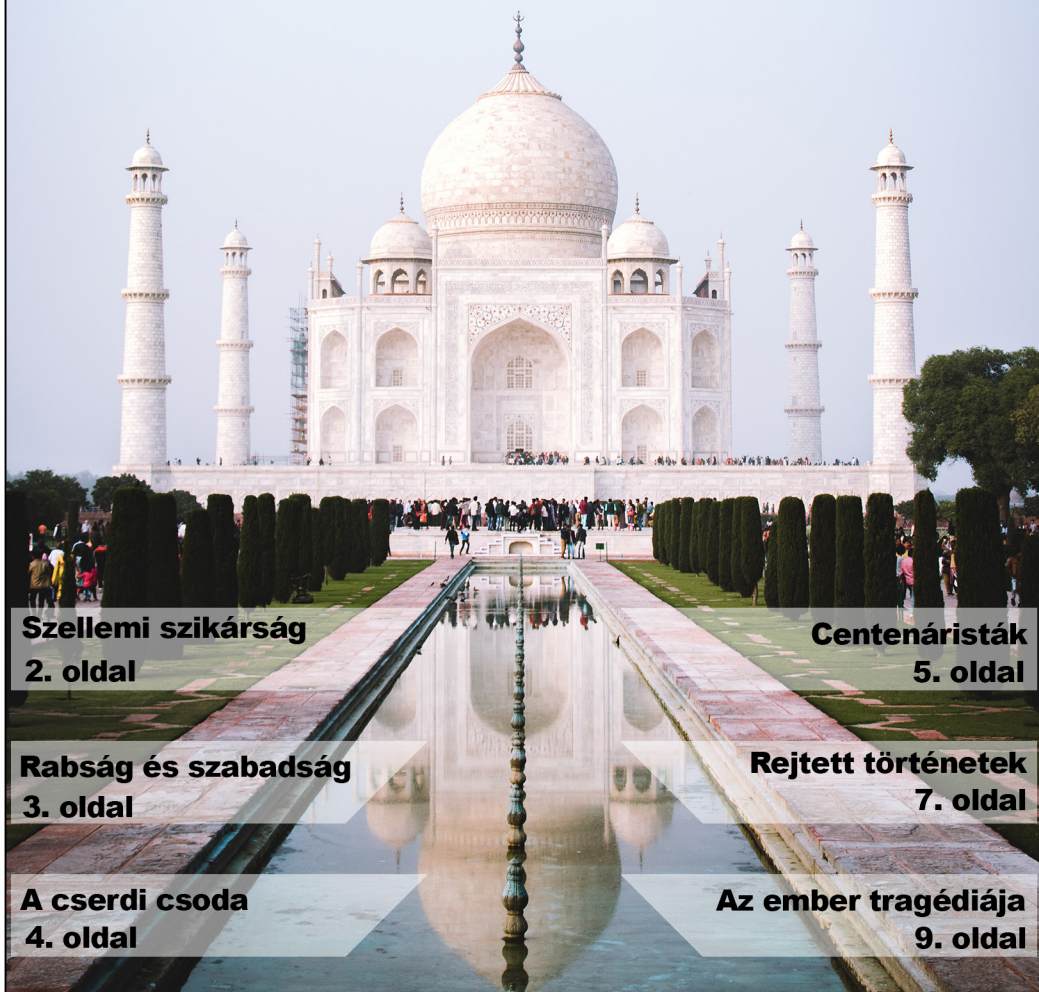 Szellemi szikárság
2. oldal
Rabság és szabadság
3. oldal
A cserdi csoda
4. oldal
Centenáristák
5. oldal
Rejtett történetek
7. oldal
Az ember tragédiája
9. oldal